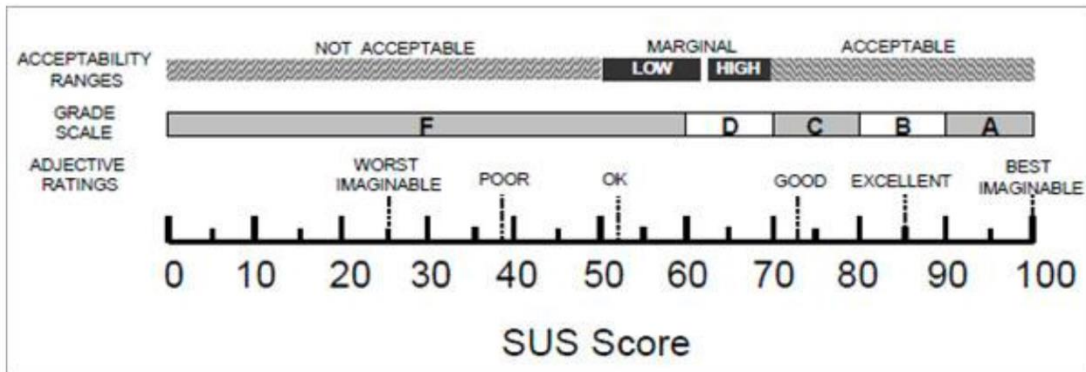 ACCEPTABILITY RANGES
NOT ACCEPTABLE MARGINAL ACCEPTABLE
LOW HIGH
GRADE SCALE
F D C B A
ADJECTIVE RATINGS
WORST IMAGINABLE POOR OK GOOD EXCELLENT BEST IMAGINABLE
0 10 20 30 40 50 60 70 80 90 100
SUS Score